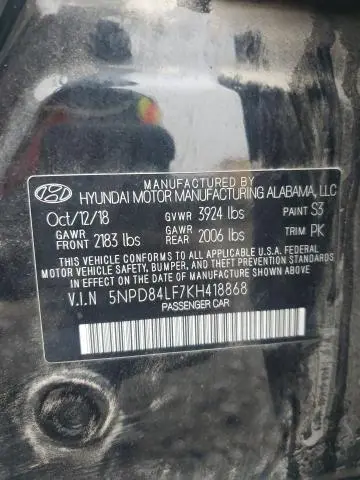 MANUFACTURED BY
HYUNDAI MOTOR MANUFACTURING ALABAMA, LLC
Oct/12/18 GVWR 3924 lbs PAINT S3
GAWR FRONT 2183 lbs GAWR REAR 2006 lbs TRIM PK
THIS VEHICLE CONFORMS TO ALL APPLICABLE U.S.A. FEDERAL
MOTOR VEHICLE SAFETY, BUMPER, AND THEFT PREVENTION
STANDARDS IN EFFECT ON THE DATE OF MANUFACTURE SHOWN ABOVE.
V.I.N 5NPD84LF7KH418868
PASSENGER CAR